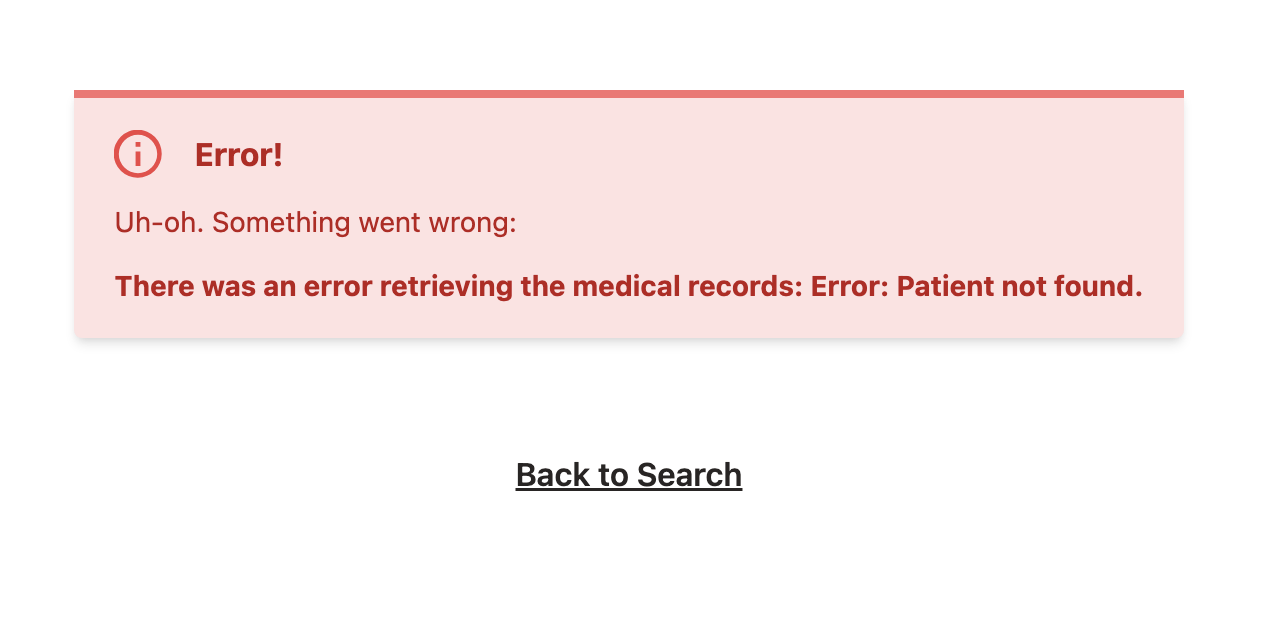 Error!
Uh-oh. Something went wrong:
There was an error retrieving the medical records: Error: Patient not found.
Back to Search